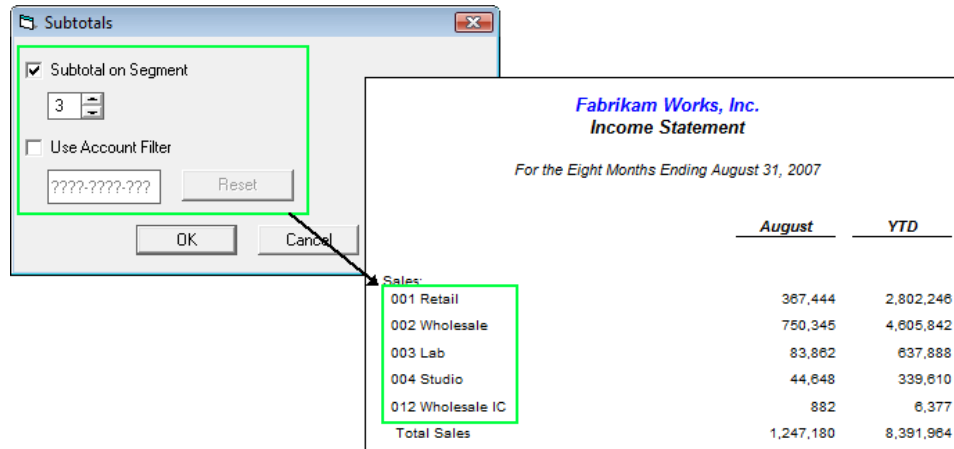 Subtotals
Subtotal on Segment
3
Use Account Filter
????-????-???
Reset
OK
Cancel
Fabrikam Works, Inc.
Income Statement
For the Eight Months Ending August 31, 2007
August YTD
Sales:
001 Retail 367,444 2,802,246
002 Wholesale 750,345 4,605,842
003 Lab 83,862 637,888
004 Studio 44,648 339,610
012 Wholesale IC 882 6,377
Total Sales 1,247,180 8,391,964